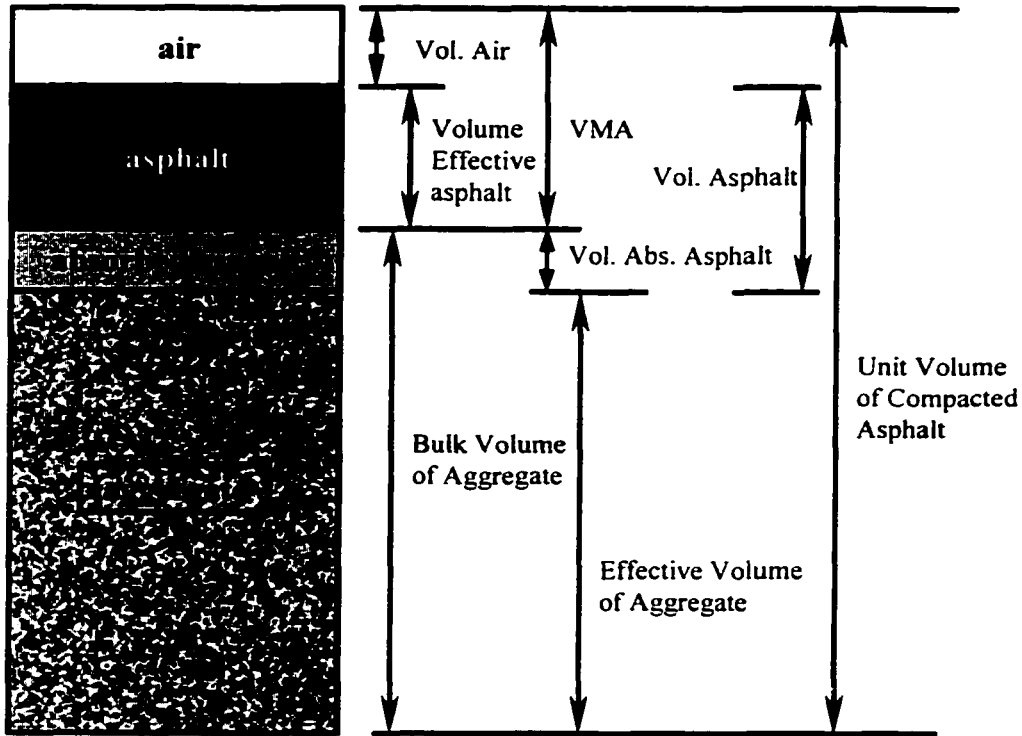 air
Vol. Air
asphalt
Volume
Effective
asphalt
VMA
Vol. Asphalt
Vol. Abs. Asphalt
Unit Volume
of Compacted
Asphalt
Bulk Volume
of Aggregate
Effective Volume
of Aggregate